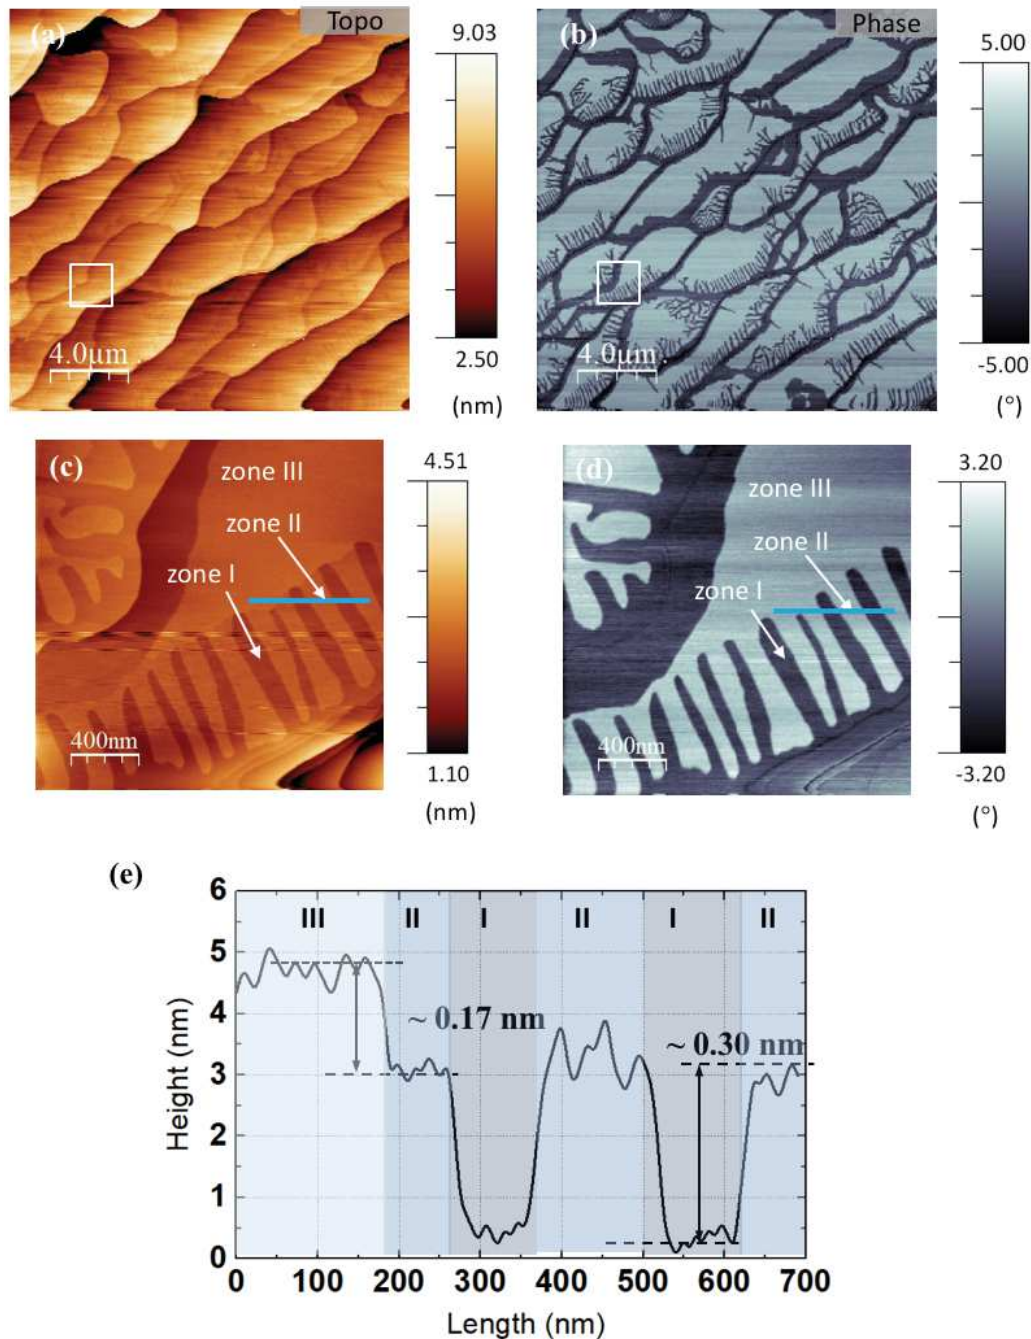 (a) Topo
9.03
2.50
(nm)
4.0μm
(b) Phase
5.00
-5.00
(°)
4.0μm
(c)
zone III
zone II
zone I
400nm
4.51
1.10
(nm)
(d)
zone III
zone II
zone I
400nm
3.20
-3.20
(°)
(e)
6
5
4
3
2
1
0
Height (nm)
III II I II I II
~ 0.17 nm
~ 0.30 nm
0 100 200 300 400 500 600 700
Length (nm)